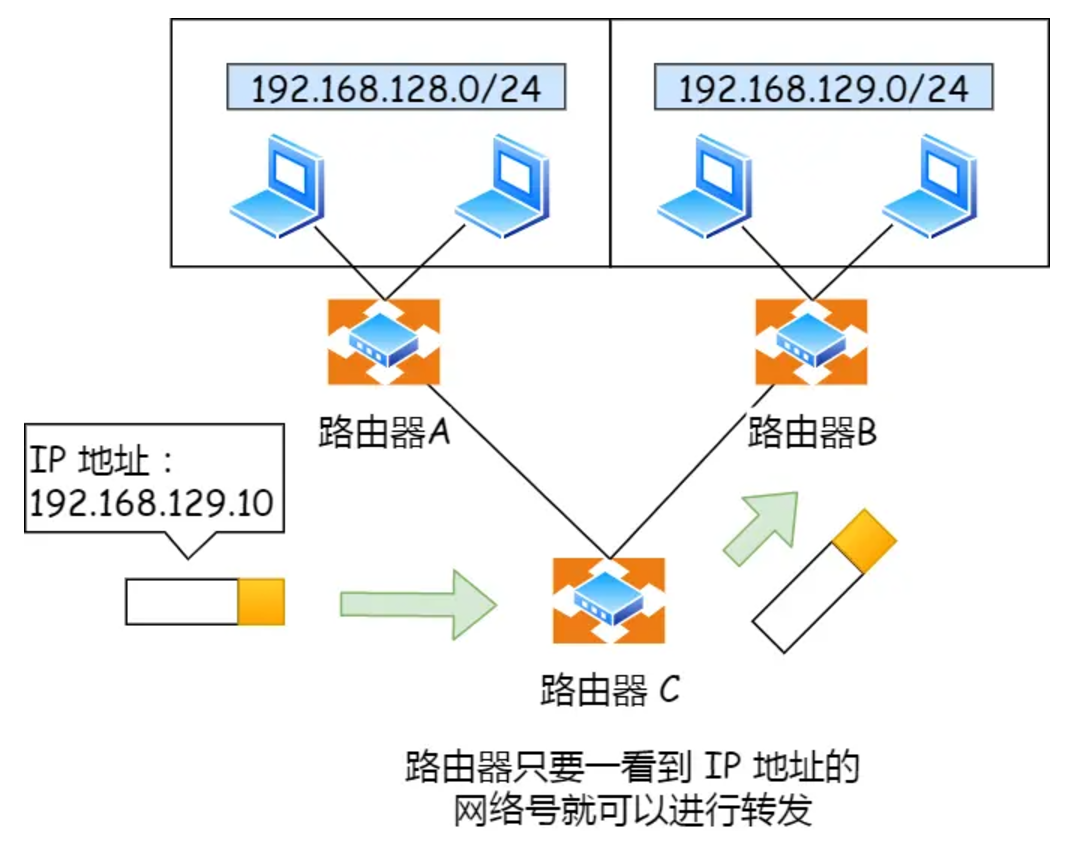 192.168.128.0/24
192.168.129.0/24
路由器A
路由器B
IP 地址：
192.168.129.10
路由器 C
路由器只要一看到 IP 地址的
网络号就可以进行转发